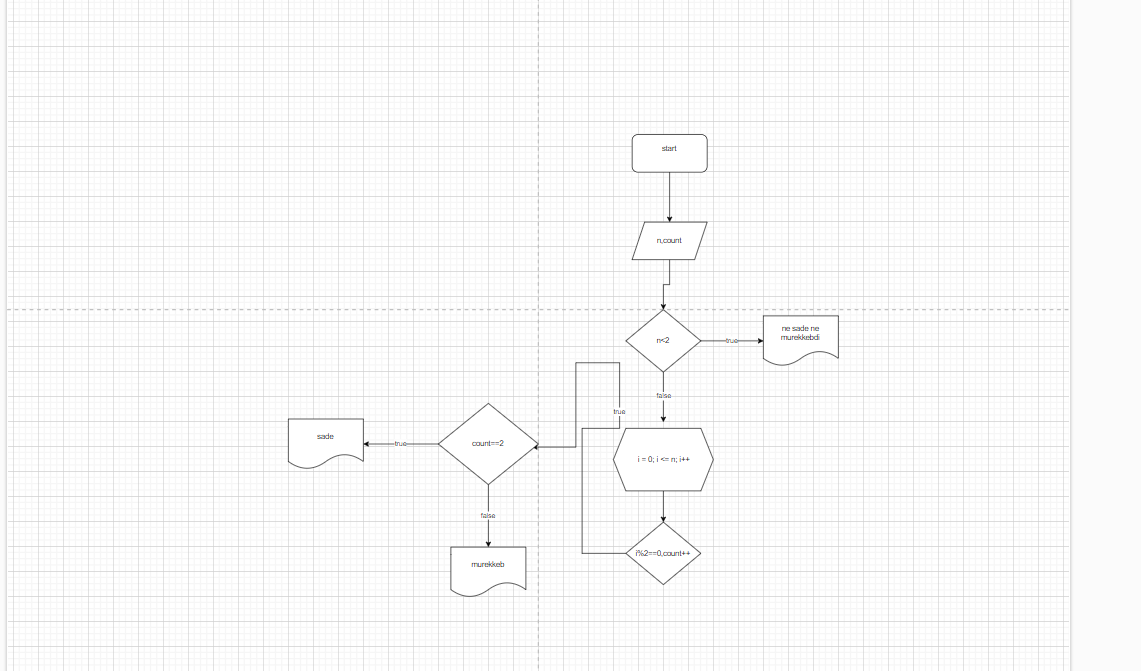 start
n,count
n<2
true
ne sade ne
murekkebdi
false
true
i = 0; i <= n; i++
i%2==0,count++
count==2
true
sade
false
murekkeb